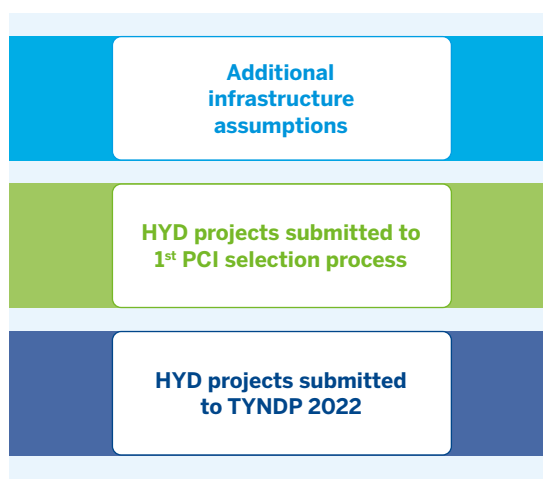 Additional
infrastructure
assumptions
HYD projects submitted to
1st PCI selection process
HYD projects submitted
to TYNDP 2022